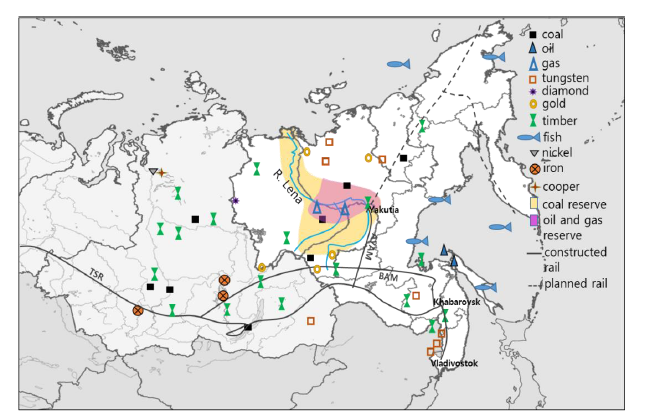 coal
oil
gas
tungsten
diamond
gold
timber
fish
nickel
iron
cooper
coal reserve
oil and gas
reserve
constructed
rail
planned rail
R. Lena
Yakutia
AYAM
BAM
TSR
Khabarovsk
Vladivostok